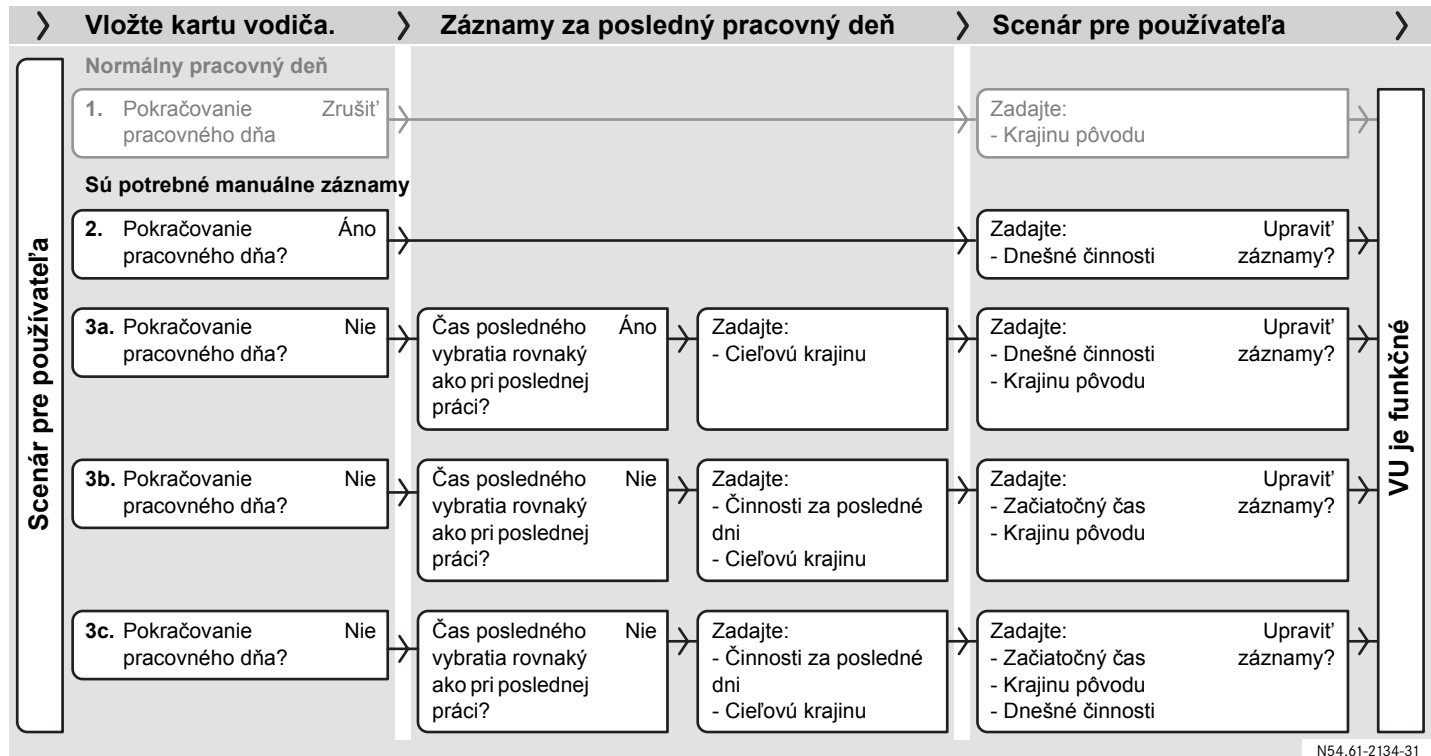 Vložte kartu vodiča.
Záznamy za posledný pracovný deň
Scenár pre používateľa
Scenár pre používateľa
Normálny pracovný deň
1. Pokračovanie Zrušiť
pracovného dňa
Zadajte:
- Krajinu pôvodu
Sú potrebné manuálne záznamy
2. Pokračovanie Áno
pracovného dňa?
Zadajte: Upraviť
- Dnešné činnosti záznamy?
3a. Pokračovanie Nie
pracovného dňa?
Čas posledného Áno
vybratia rovnaký
ako pri poslednej
práci?
Zadajte:
- Cieľovú krajinu
Zadajte: Upraviť
- Dnešné činnosti záznamy?
- Krajinu pôvodu
3b. Pokračovanie Nie
pracovného dňa?
Čas posledného Nie
vybratia rovnaký
ako pri poslednej
práci?
Zadajte:
- Činnosti za posledné
dni
- Cieľovú krajinu
Zadajte: Upraviť
- Začiatočný čas záznamy?
- Krajinu pôvodu
3c. Pokračovanie Nie
pracovného dňa?
Čas posledného Nie
vybratia rovnaký
ako pri poslednej
práci?
Zadajte:
- Činnosti za posledné
dni
- Cieľovú krajinu
Zadajte: Upraviť
- Začiatočný čas záznamy?
- Krajinu pôvodu
- Dnešné činnosti
VU je funkčné
N54.61-2134-31